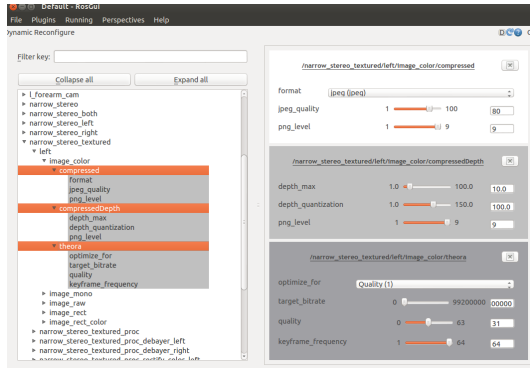 Default - RosGui
File Plugins Running Perspectives Help
Dynamic Reconfigure
D
Filter key:
Collapse all Expand all
l_forearm_cam
narrow_stereo
narrow_stereo_both
narrow_stereo_left
narrow_stereo_right
narrow_stereo_textured
left
image_color
compressed
format
jpeg_quality
png_level
compressedDepth
depth_max
depth_quantization
png_level
theora
optimize_for
target_bitrate
quality
keyframe_frequency
image_mono
image_raw
image_rect
image_rect_color
narrow_stereo_textured_proc
narrow_stereo_textured_proc_debayer_left
narrow_stereo_textured_proc_debayer_right
/narrow_stereo_textured/left/image_color/compressed
format jpeg (jpeg)
jpeg_quality 1 100 80
png_level 1 9 9
/narrow_stereo_textured/left/image_color/compressedDepth
depth_max 1.0 100.0 10.0
depth_quantization 1.0 150.0 100.0
png_level 1 9 9
/narrow_stereo_textured/left/image_color/theora
optimize_for Quality (1)
target_bitrate 0 99200000 00000
quality 0 63 31
keyframe_frequency 1 64 64